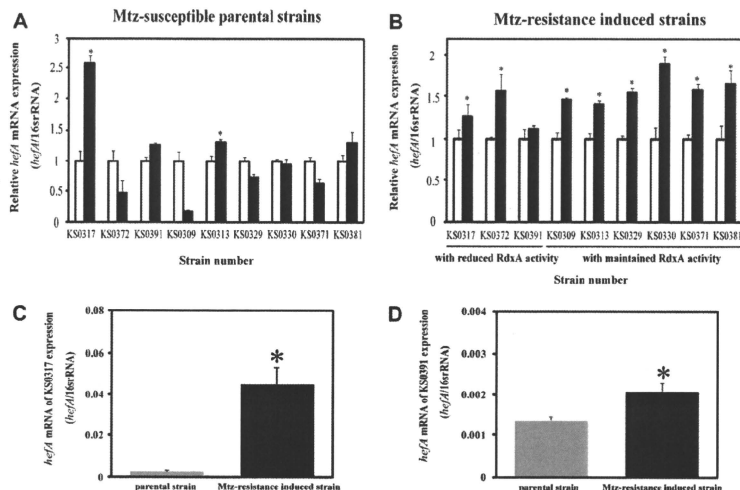 A
Mtz-susceptible parental strains
Relative hefA mRNA expression
(hefA/16srRNA)
3
2.5
2
1.5
1
0.5
0
*
*
KS0317 KS0372 KS0391 KS0309 KS0313 KS0329 KS0330 KS0371 KS0381
Strain number
B
Mtz-resistance induced strains
Relative hefA mRNA expression
(hefA/16srRNA)
2
1.5
1
0.5
0
*
*
*
*
*
*
*
*
KS0317 KS0372 KS0391 KS0309 KS0313 KS0329 KS0330 KS0371 KS0381
with reduced RdxA activity
with maintained RdxA activity
Strain number
C
hefA mRNA of KS0317 expression
(hefA/16srRNA)
0.08
0.06
0.04
0.02
0
*
parental strain
Mtz-resistance induced strain
D
hefA mRNA of KS0391 expression
(hefA/16srRNA)
0.004
0.003
0.002
0.001
0
*
parental strain
Mtz-resistance induced strain